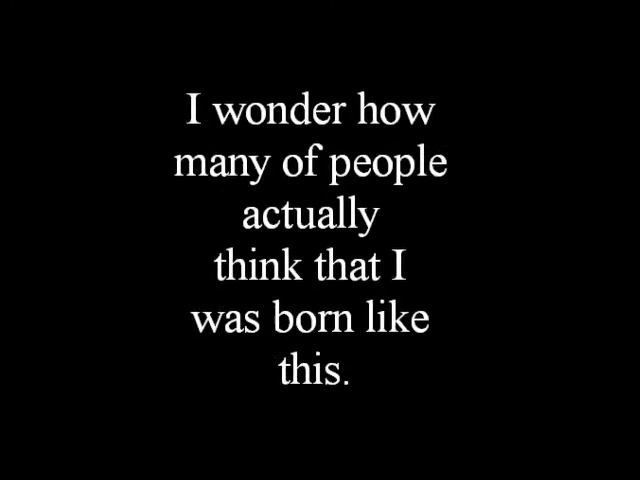 I wonder how
many of people
actually
think that I
was born like
this.